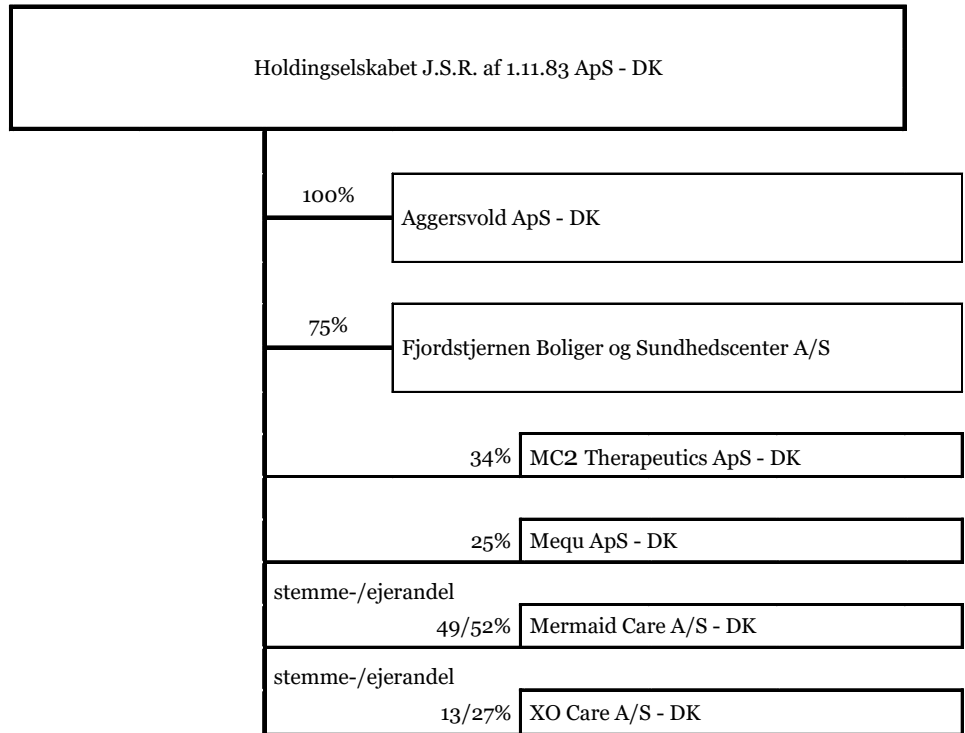 Holdingselskabet J.S.R. af 1.11.83 ApS - DK
100%
Aggersvold ApS - DK
75%
Fjordstjernen Boliger og Sundhedscenter A/S
34% MC2 Therapeutics ApS - DK
25% Mequ ApS - DK
stemme-/ejerandel
49/52% Mermaid Care A/S - DK
stemme-/ejerandel
13/27% XO Care A/S - DK